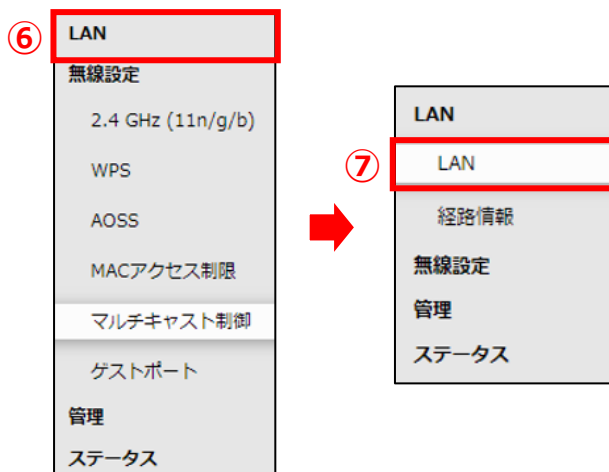 ⑥ LAN
無線設定
2.4 GHz (11n/g/b)
WPS
AOSS
MACアクセス制限
マルチキャスト制御
ゲストポート
管理
ステータス
LAN
⑦ LAN
経路情報
無線設定
管理
ステータス